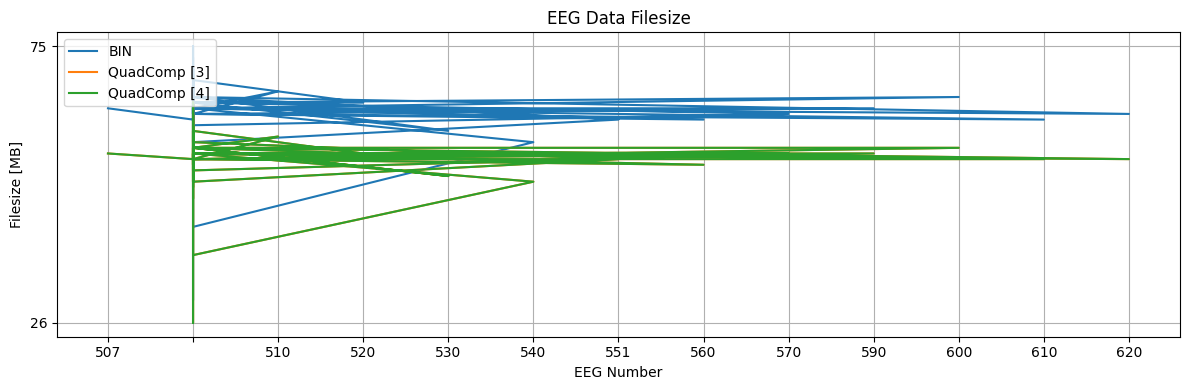 EEG Data Filesize
75
BIN
QuadComp [3]
QuadComp [4]
Filesize [MB]
26
507 510 520 530 540 551 560 570 590 600 610 620
EEG Number